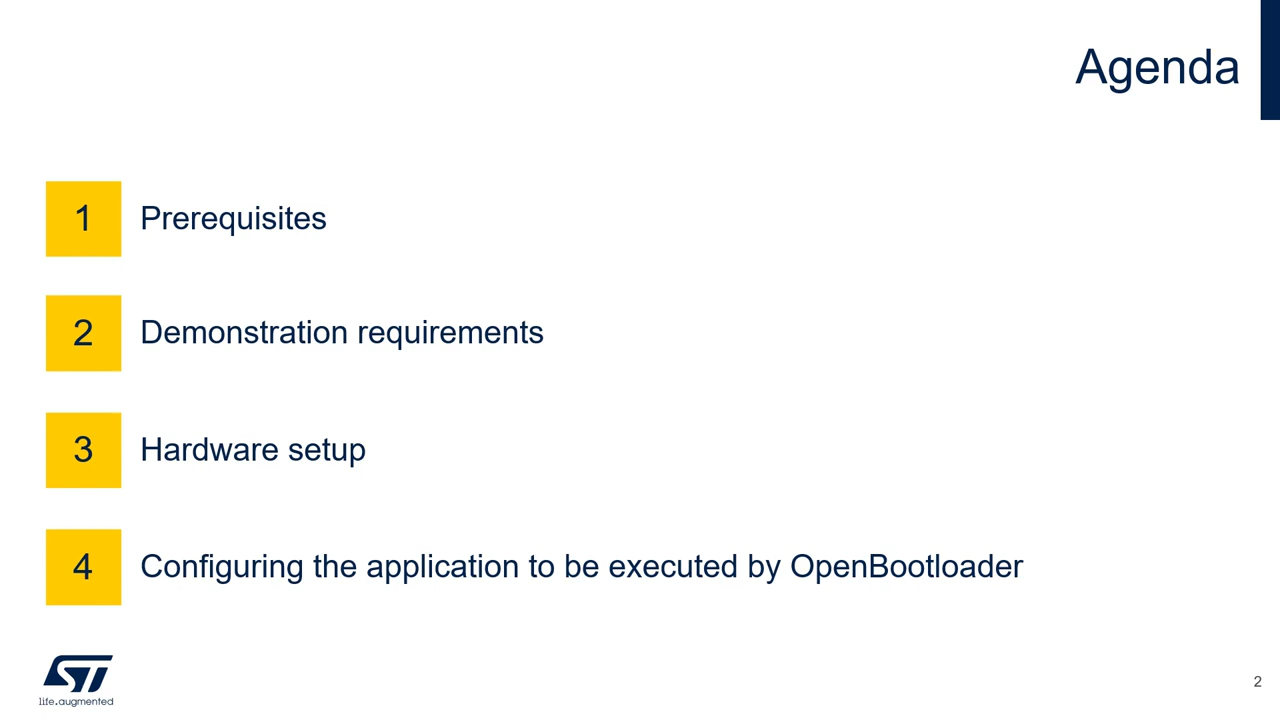 Agenda
1 Prerequisites
2 Demonstration requirements
3 Hardware setup
4 Configuring the application to be executed by OpenBootloader
ST
life.augmented
2